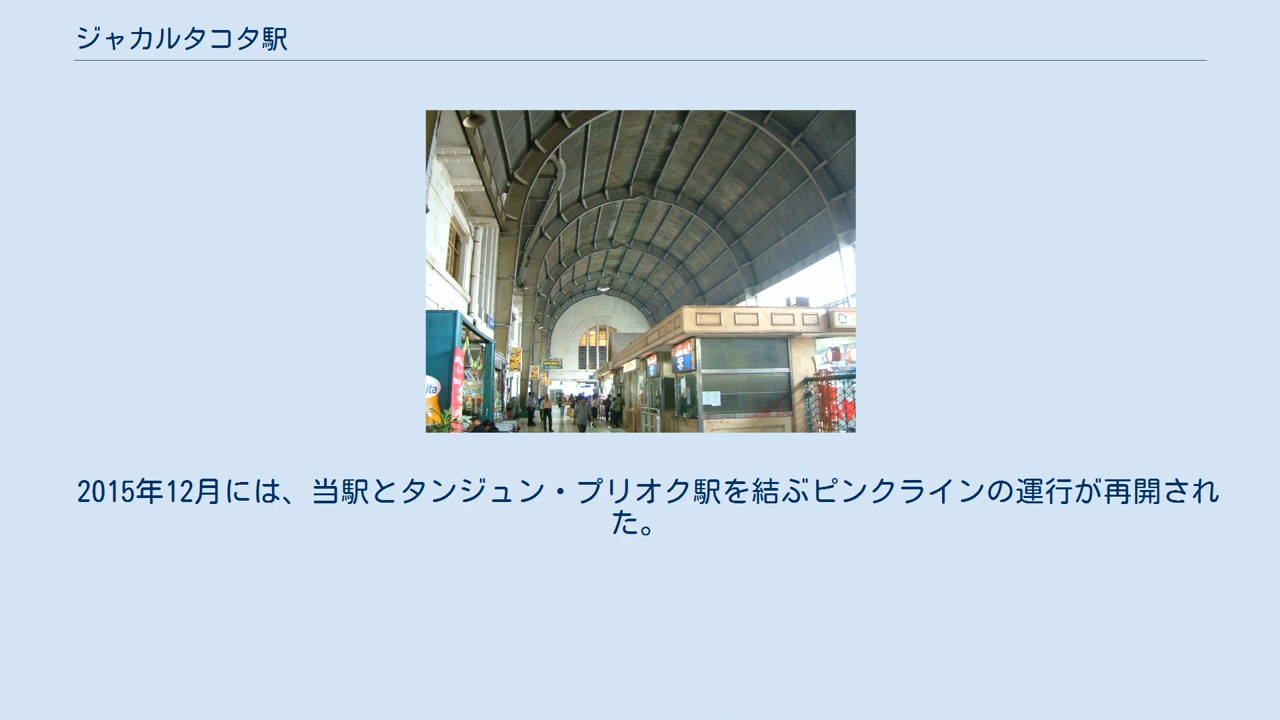 ジャカルタコタ駅
2015年12月には、当駅とタンジュン・プリオク駅を結ぶピンクラインの運行が再開され
た。